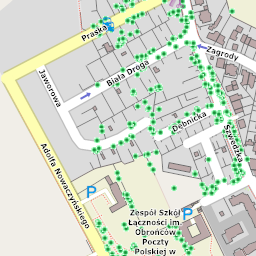 Praska
Zagrody
Biała Droga
Jaworowa
Dębnicka
Szwedzka
Adolfa Nowaczyńskiego
P
P
Zespół Szkół
Łączności im.
Obrońców
Poczty
Polskiej w